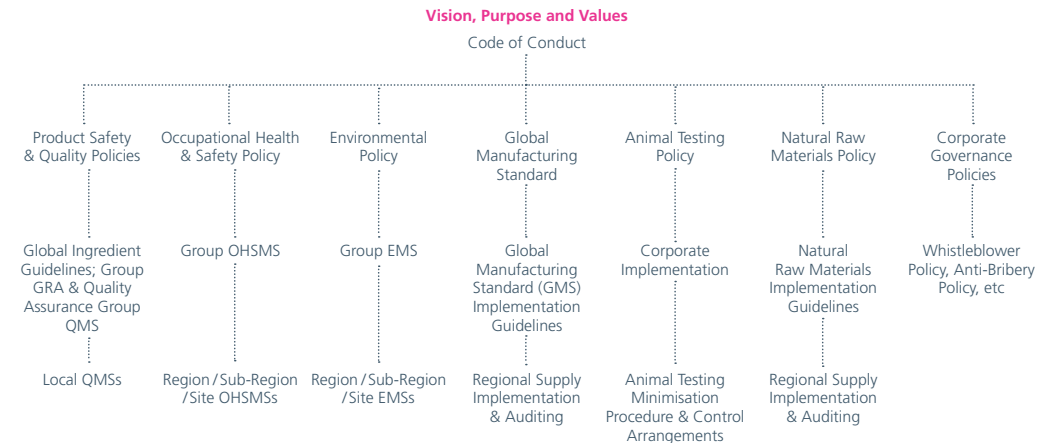 Vision, Purpose and Values
Code of Conduct
Product Safety
& Quality Policies
Occupational Health
& Safety Policy
Environmental
Policy
Global
Manufacturing
Standard
Animal Testing
Policy
Natural Raw
Materials Policy
Corporate
Governance
Policies
Global Ingredient
Guidelines; Group
GRA & Quality
Assurance Group
QMS
Group OHSMS
Group EMS
Global
Manufacturing
Standard (GMS)
Implementation
Guidelines
Corporate
Implementation
Natural
Raw Materials
Implementation
Guidelines
Whistleblower
Policy, Anti-Bribery
Policy, etc
Local QMSs
Region / Sub-Region
/ Site OHSMSs
Region / Sub-Region
/ Site EMSs
Regional Supply
Implementation
& Auditing
Animal Testing
Minimisation
Procedure & Control
Arrangements
Regional Supply
Implementation
& Auditing